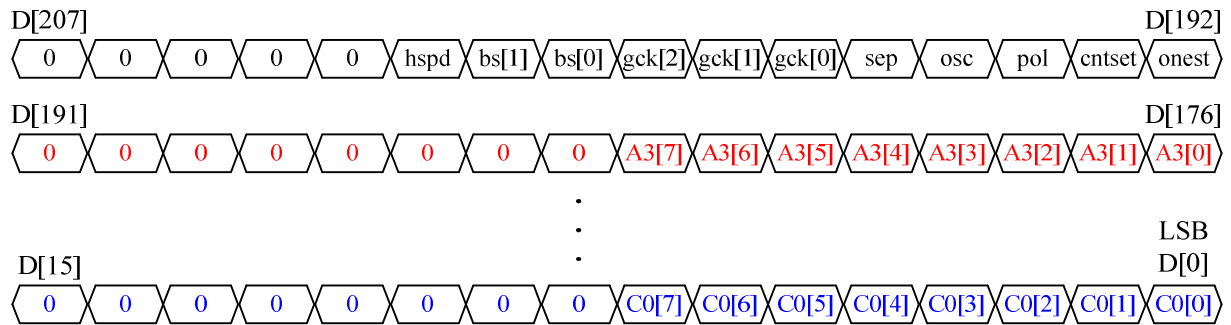 D[207] D[192]
0 0 0 0 0 hspd bs[1] bs[0] gck[2] gck[1] gck[0] sep osc pol cntset onest
D[191] D[176]
0 0 0 0 0 0 0 0 A3[7] A3[6] A3[5] A3[4] A3[3] A3[2] A3[1] A3[0]
LSB
D[15] D[0]
0 0 0 0 0 0 0 0 C0[7] C0[6] C0[5] C0[4] C0[3] C0[2] C0[1] C0[0]